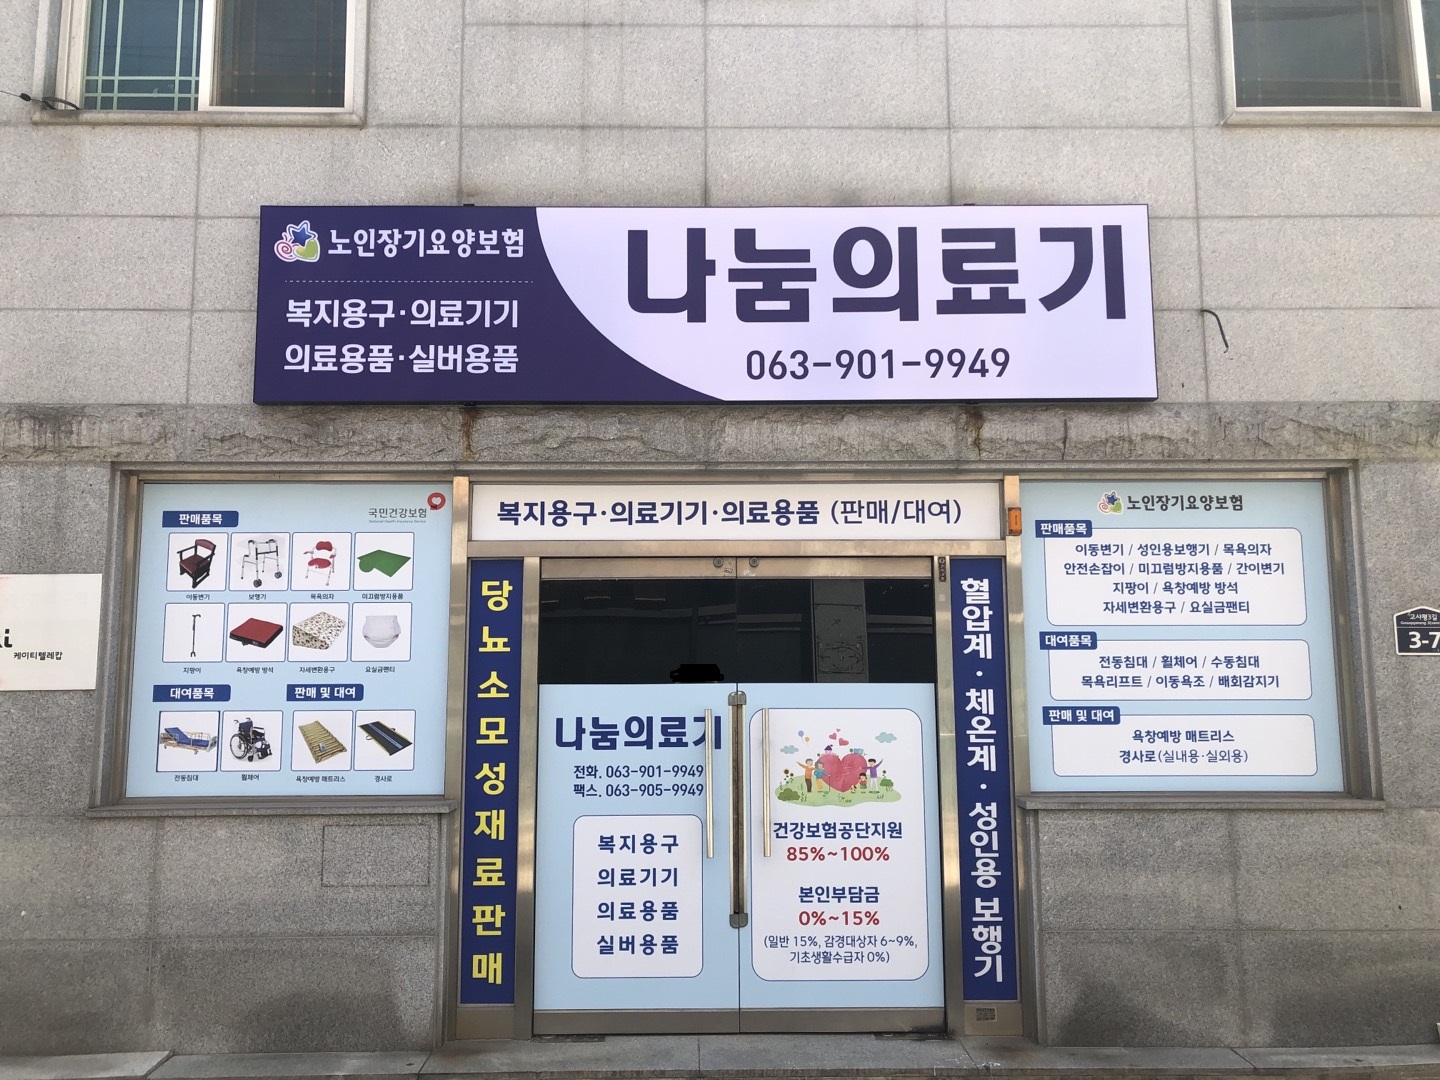 노인장기요양보험
복지용구·의료기기
의료용품·실버용품
나눔의료기
063-901-9949
판매품목
국민건강보험
National Health Insurance Service
이동변기
보행기
목욕의자
미끄럼방지용품
지팡이
욕창예방 방석
자세변환용구
요실금팬티
대여품목
판매 및 대여
전동침대
휠체어
욕창예방 매트리스
경사로
복지용구·의료기기·의료용품 (판매/대여)
당뇨소모성재료판매
나눔의료기
전화. 063-901-9949
팩스. 063-905-9949
복지용구
의료기기
의료용품
실버용품
건강보험공단지원
85%~100%
본인부담금
0%~15%
(일반 15%, 감경대상자 6~9%,
기초생활수급자 0%)
혈압계·체온계·성인용 보행기
노인장기요양보험
판매품목
이동변기 / 성인용보행기 / 목욕의자
안전손잡이 / 미끄럼방지용품 / 간이변기
지팡이 / 욕창예방 방석
자세변환용구 / 요실금팬티
대여품목
전동침대 / 휠체어 / 수동침대
목욕리프트 / 이동욕조 / 배회감지기
판매 및 대여
욕창예방 매트리스
경사로(실내용·실외용)
케이티텔레캅
고사평3길
3-7